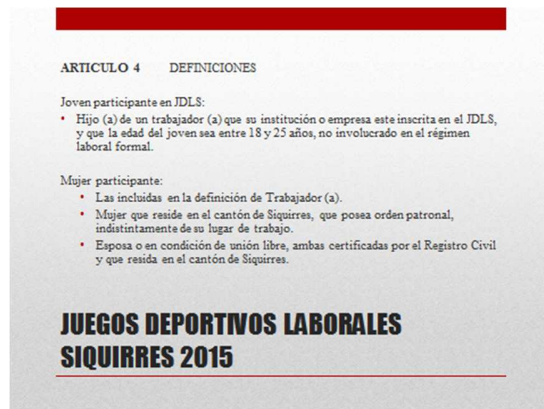 ARTICULO 4 DEFINICIONES
Joven participante en JDLS:
• Hijo (a) de un trabajador (a) que su institución o empresa este inscrita en el JDLS,
y que la edad del joven sea entre 18 y 25 años, no involucrado en el régimen
laboral formal.
Mujer participante:
• Las incluidas en la definición de Trabajador (a).
• Mujer que reside en el cantón de Siquirres, que posea orden patronal,
indistintamente de su lugar de trabajo.
• Esposa o en condición de unión libre, ambas certificadas por el Registro Civil
y que resida en el cantón de Siquirres.
JUEGOS DEPORTIVOS LABORALES
SIQUIRRES 2015